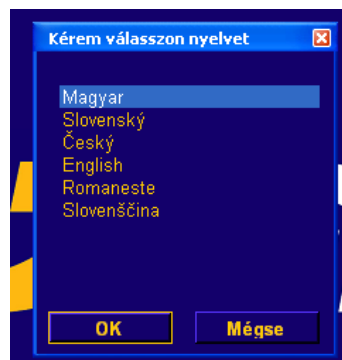 Kérem válasszon nyelvet
Magyar
Slovenský
Český
English
Romaneste
Slovenščina
OK Mégse